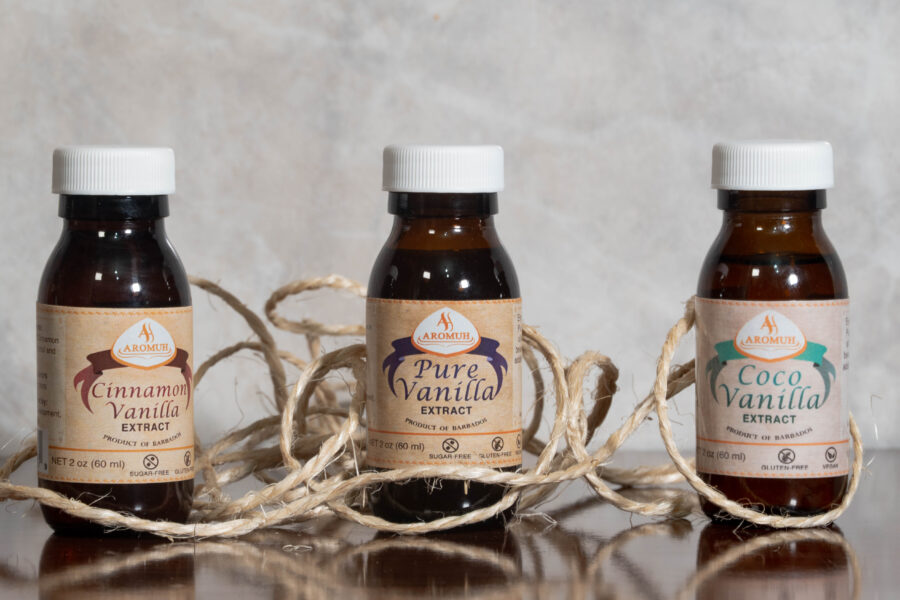 AROMUH
Cinnamon
Vanilla
EXTRACT
PRODUCT OF BARBADOS
NET 2 oz (60 ml)
SUGAR-FREE
AROMUH
Pure
Vanilla
EXTRACT
PRODUCT OF BARBADOS
NET 2 oz (60 ml)
SUGAR-FREE GLUTEN-FREE
AROMUH
Coco
Vanilla
EXTRACT
PRODUCT OF BARBADOS
2 oz (60 ml)
GLUTEN-FREE VEGAN